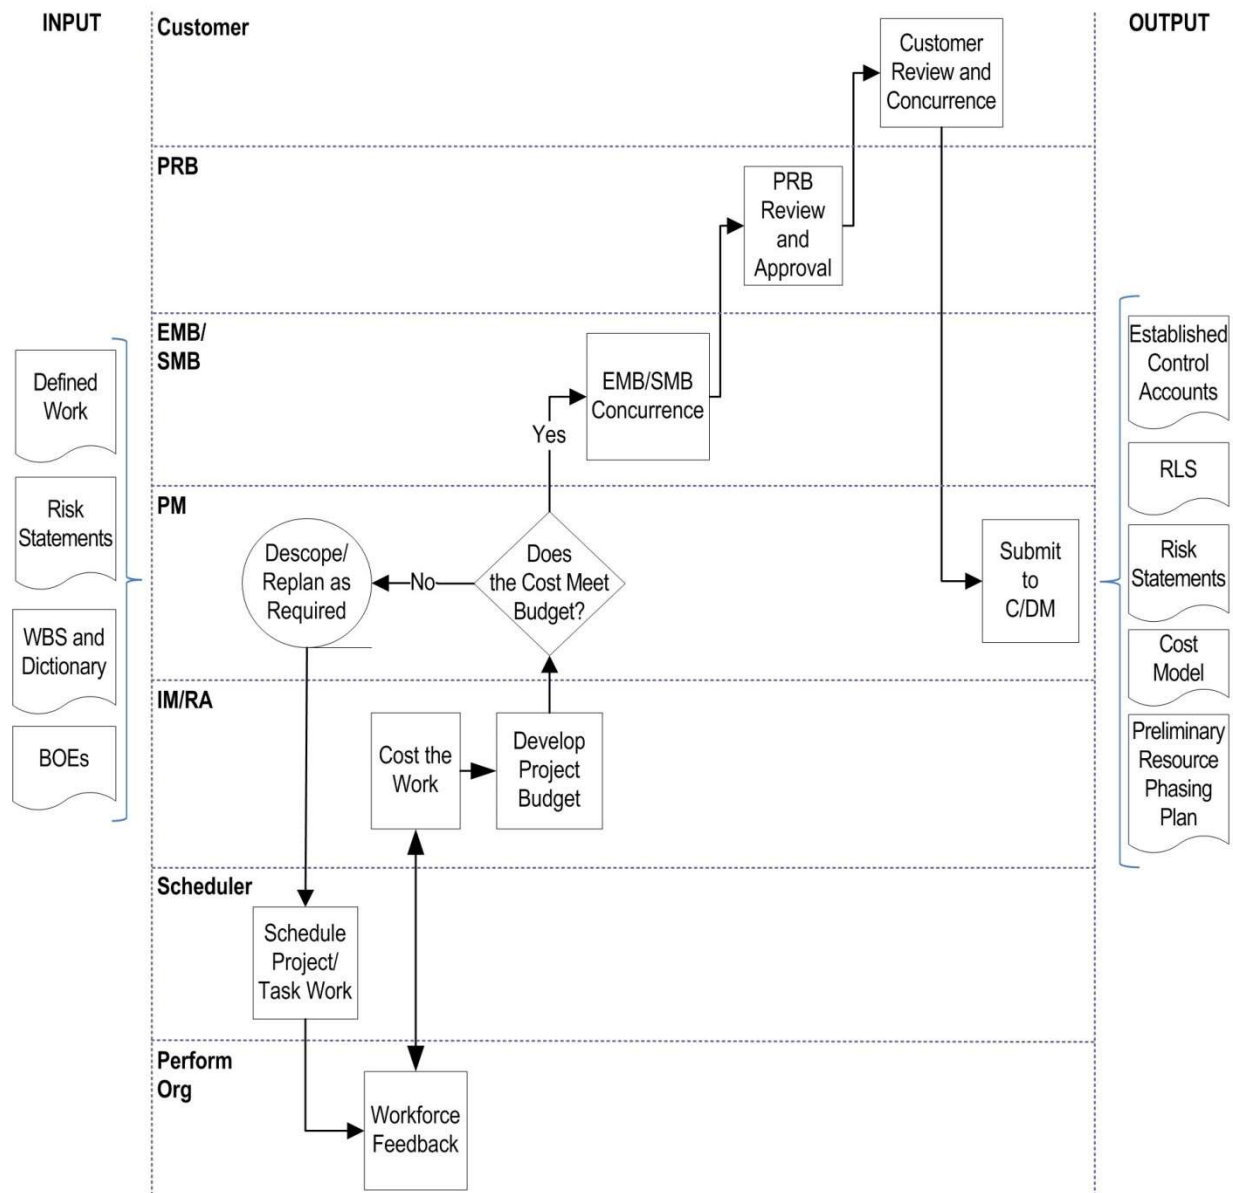 INPUT
Customer
Customer
Review and
Concurrence
OUTPUT
PRB
PRB
Review
and
Approval
EMB/
SMB
EMB/SMB
Concurrence
Yes
Defined
Work
Risk
Statements
WBS and
Dictionary
BOEs
PM
Descope/
Replan as
Required
No
Does
the Cost Meet
Budget?
Submit
to
C/DM
Established
Control
Accounts
RLS
Risk
Statements
Cost
Model
Preliminary
Resource
Phasing
Plan
IM/RA
Cost the
Work
Develop
Project
Budget
Scheduler
Schedule
Project/
Task Work
Perform
Org
Workforce
Feedback